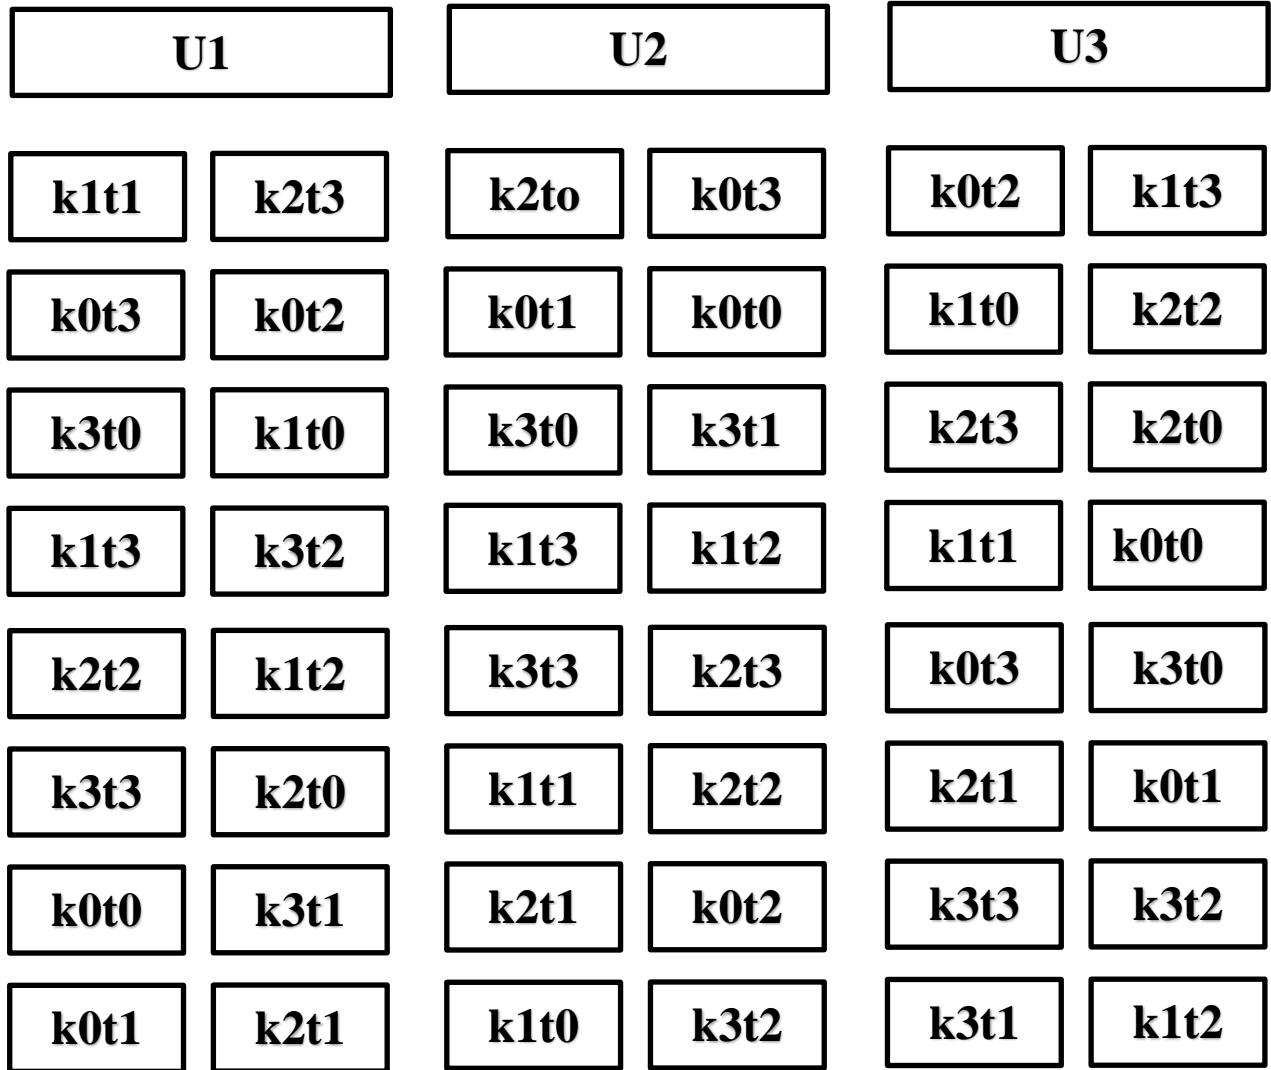 U1 U2 U3
k1t1 k2t3 k2to k0t3 k0t2 k1t3
k0t3 k0t2 k0t1 k0t0 k1t0 k2t2
k3t0 k1t0 k3t0 k3t1 k2t3 k2t0
k1t3 k3t2 k1t3 k1t2 k1t1 k0t0
k2t2 k1t2 k3t3 k2t3 k0t3 k3t0
k3t3 k2t0 k1t1 k2t2 k2t1 k0t1
k0t0 k3t1 k2t1 k0t2 k3t3 k3t2
k0t1 k2t1 k1t0 k3t2 k3t1 k1t2